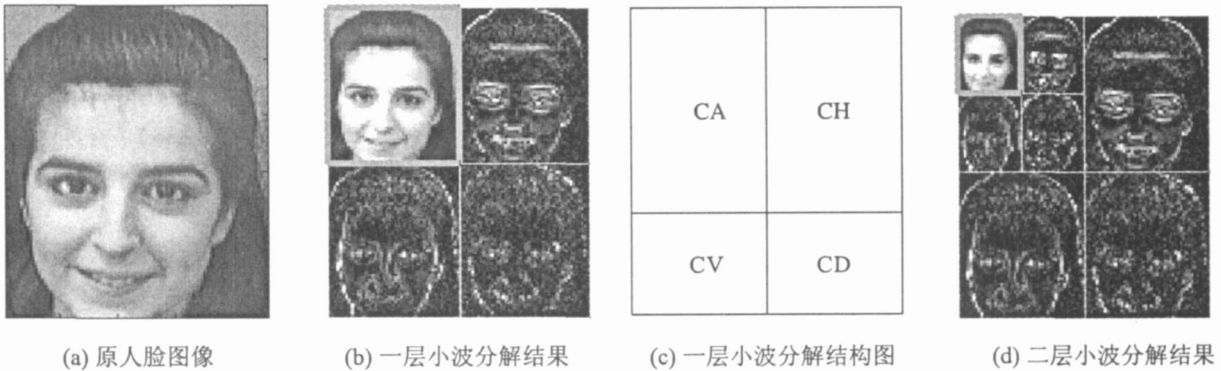 CA
CH
CV
CD
(a) 原人脸图像
(b) 一层小波分解结果
(c) 一层小波分解结构图
(d) 二层小波分解结果